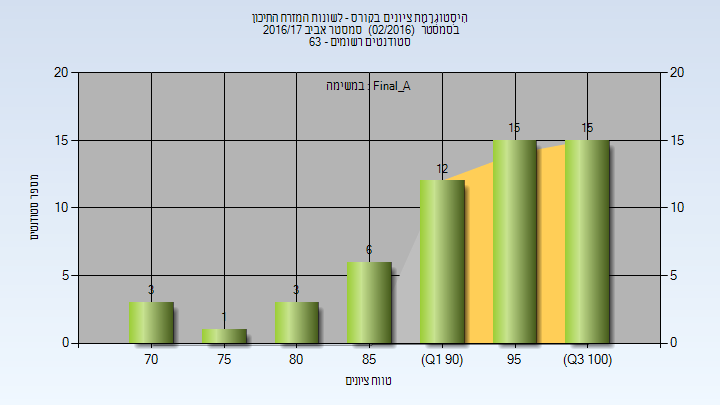 היסטוגרמת ציונים בקורס - לשונות המזרח התיכון
בסמסטר (02/2016) סמסטר אביב 2016/17
סטודנטים רשומים - 63
במשימה : Final_A
20 20
15 15
10 10
5 5
0 0
3 1 3 6 12 15 15
70 75 80 85 (Q1 90) 95 (Q3 100)
מספר סטודנטים
טווח ציונים